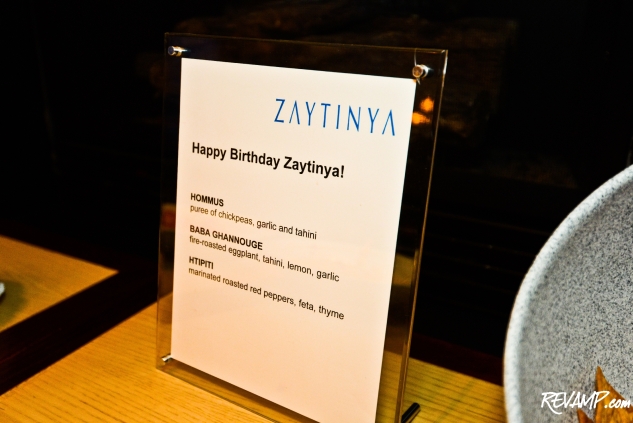 ZAYTINYA
Happy Birthday Zaytinya!
HOMMUS
puree of chickpeas, garlic and tahini
BABA GHANNOUGE
fire-roasted eggplant, tahini, lemon, garlic
HTIPITI
marinated roasted red peppers, feta, thyme
REVAMP.com